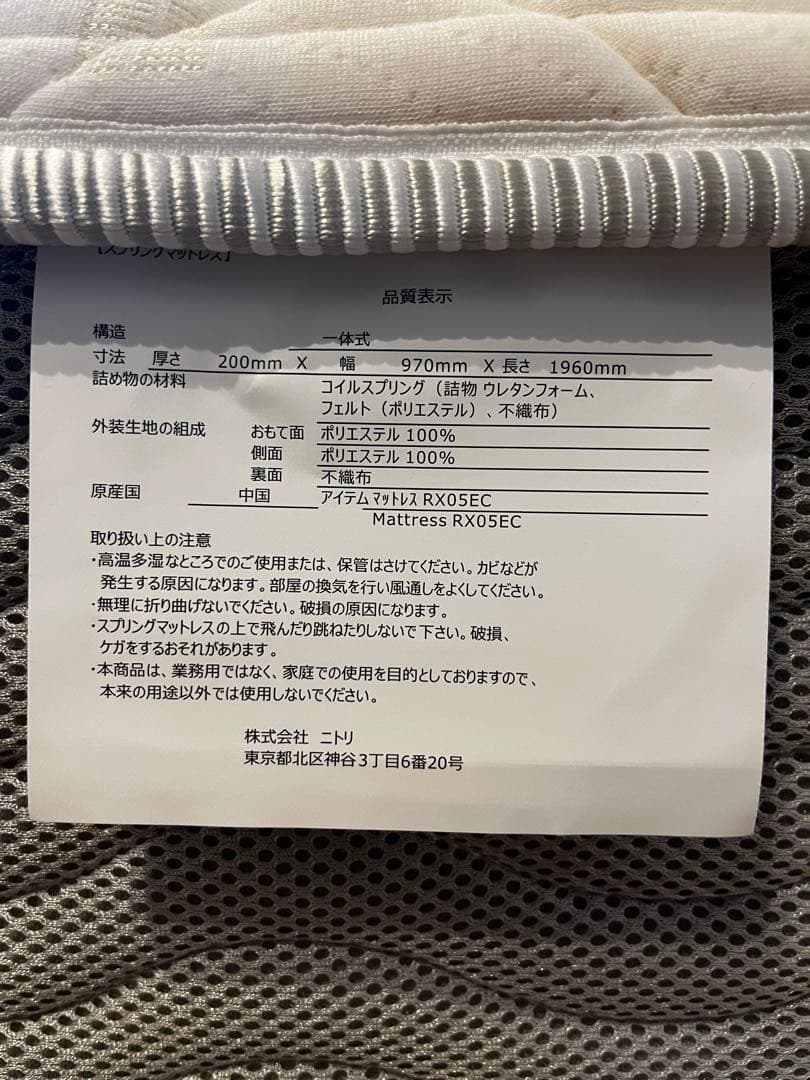 【スプリングマットレス】
品質表示
構造 一体式
寸法 厚さ 200mm X 幅 970mm X 長さ 1960mm
詰め物の材料 コイルスプリング（詰物 ウレタンフォーム、
フェルト（ポリエステル）、不織布）
外装生地の組成 おもて面 ポリエステル 100%
側面 ポリエステル 100%
裏面 不織布
原産国 中国 アイテム マットレス RX05EC
Mattress RX05EC
取り扱い上の注意
・高温多湿なところでのご使用または、保管はさけてください。カビなどが
発生する原因になります。部屋の換気を行い風通しをよくしてください。
・無理に折り曲げないでください。破損の原因になります。
・スプリングマットレスの上で飛んだり跳ねたりしないで下さい。破損、
ケガをするおそれがあります。
・本商品は、業務用ではなく、家庭での使用を目的としておりますので、
本来の用途以外では使用しないでください。
株式会社 ニトリ
東京都北区神谷3丁目6番20号